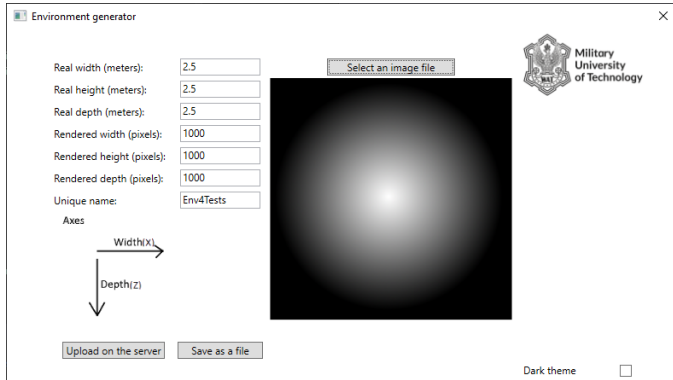 Environment generator
Real width (meters): 2.5
Real height (meters): 2.5
Real depth (meters): 2.5
Rendered width (pixels): 1000
Rendered height (pixels): 1000
Rendered depth (pixels): 1000
Unique name: Env4Tests
Axes
Width(X)
Depth(Z)
Upload on the server
Save as a file
Select an image file
WAT
Military
University
of Technology
Dark theme